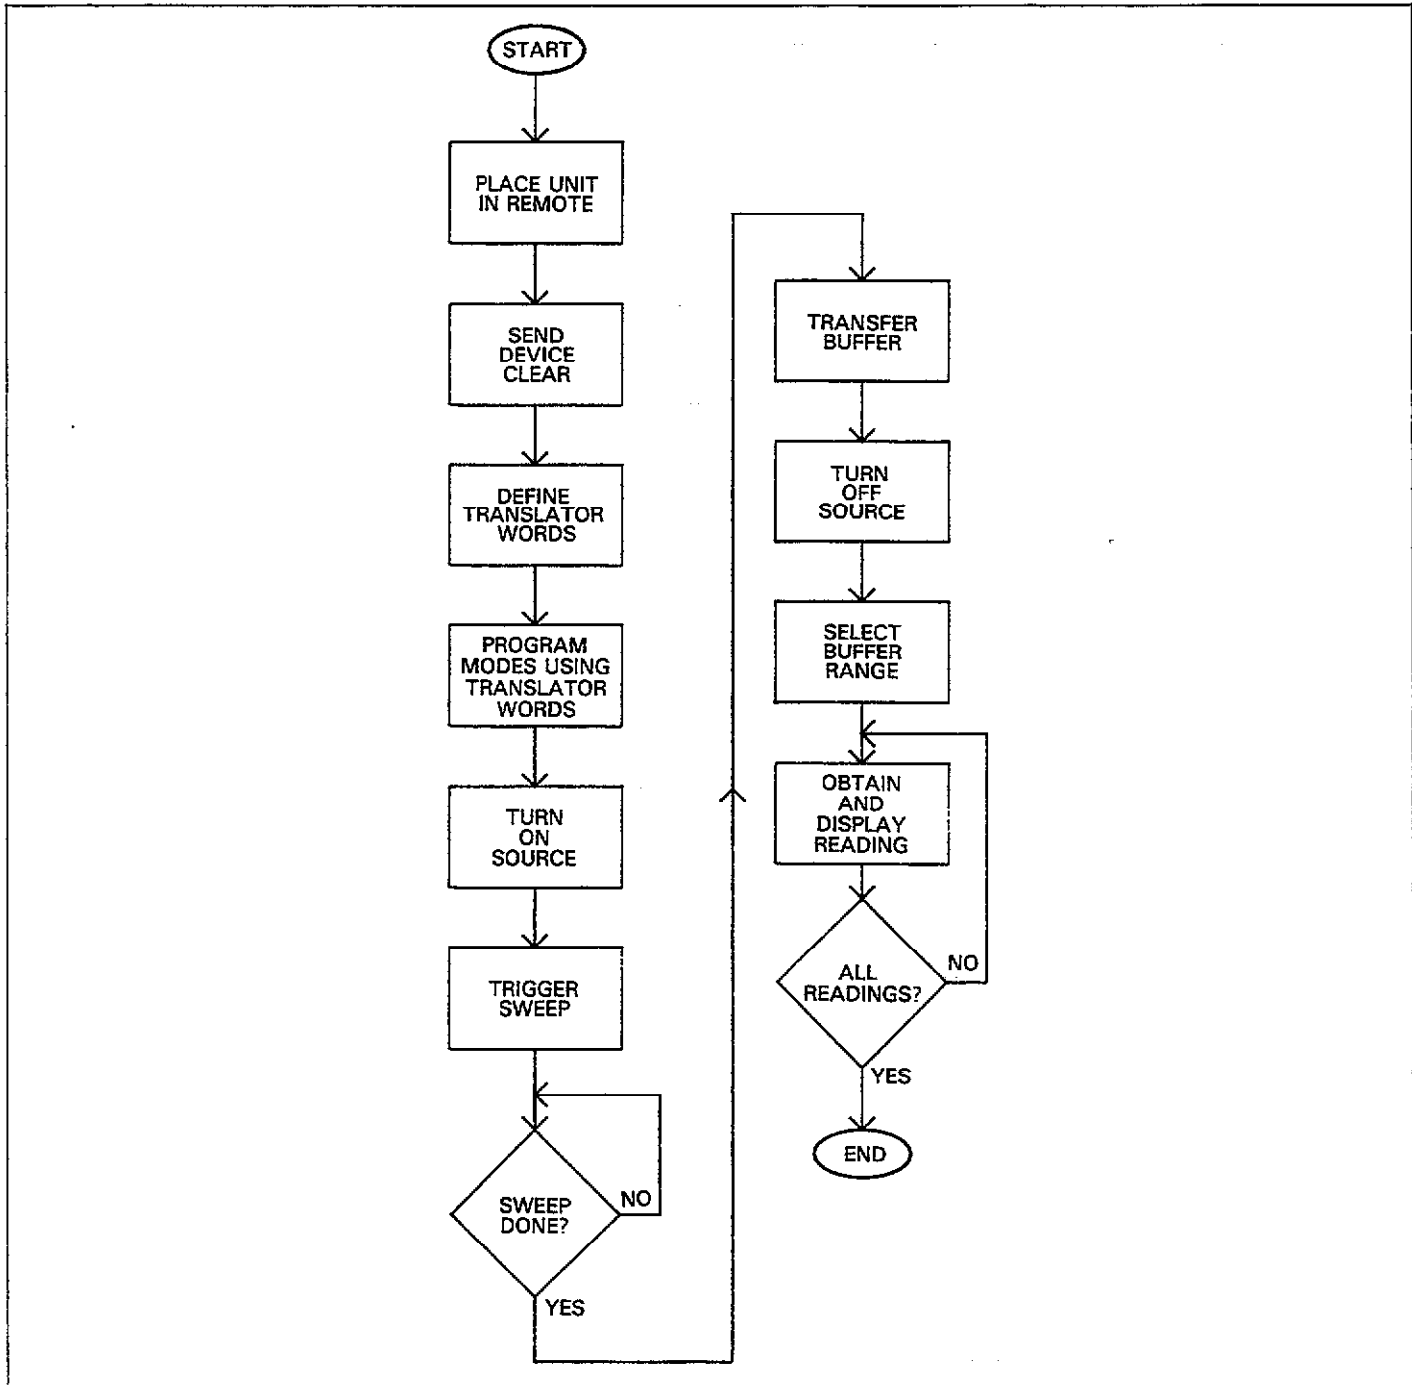 START
PLACE UNIT
IN REMOTE
SEND
DEVICE
CLEAR
DEFINE
TRANSLATOR
WORDS
PROGRAM
MODES USING
TRANSLATOR
WORDS
TURN
ON
SOURCE
TRIGGER
SWEEP
SWEEP
DONE?
NO
YES
TRANSFER
BUFFER
TURN
OFF
SOURCE
SELECT
BUFFER
RANGE
OBTAIN
AND
DISPLAY
READING
ALL
READINGS?
NO
YES
END